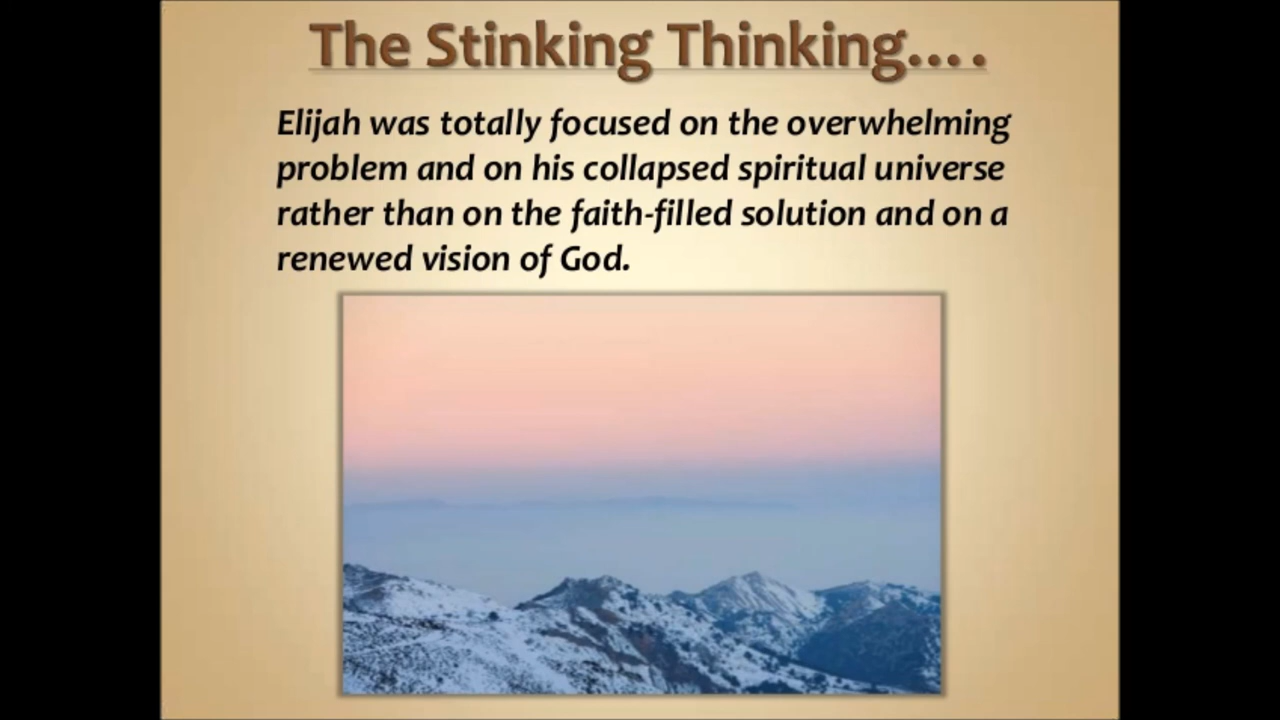 The Stinking Thinking....
Elijah was totally focused on the overwhelming
problem and on his collapsed spiritual universe
rather than on the faith-filled solution and on a
renewed vision of God.